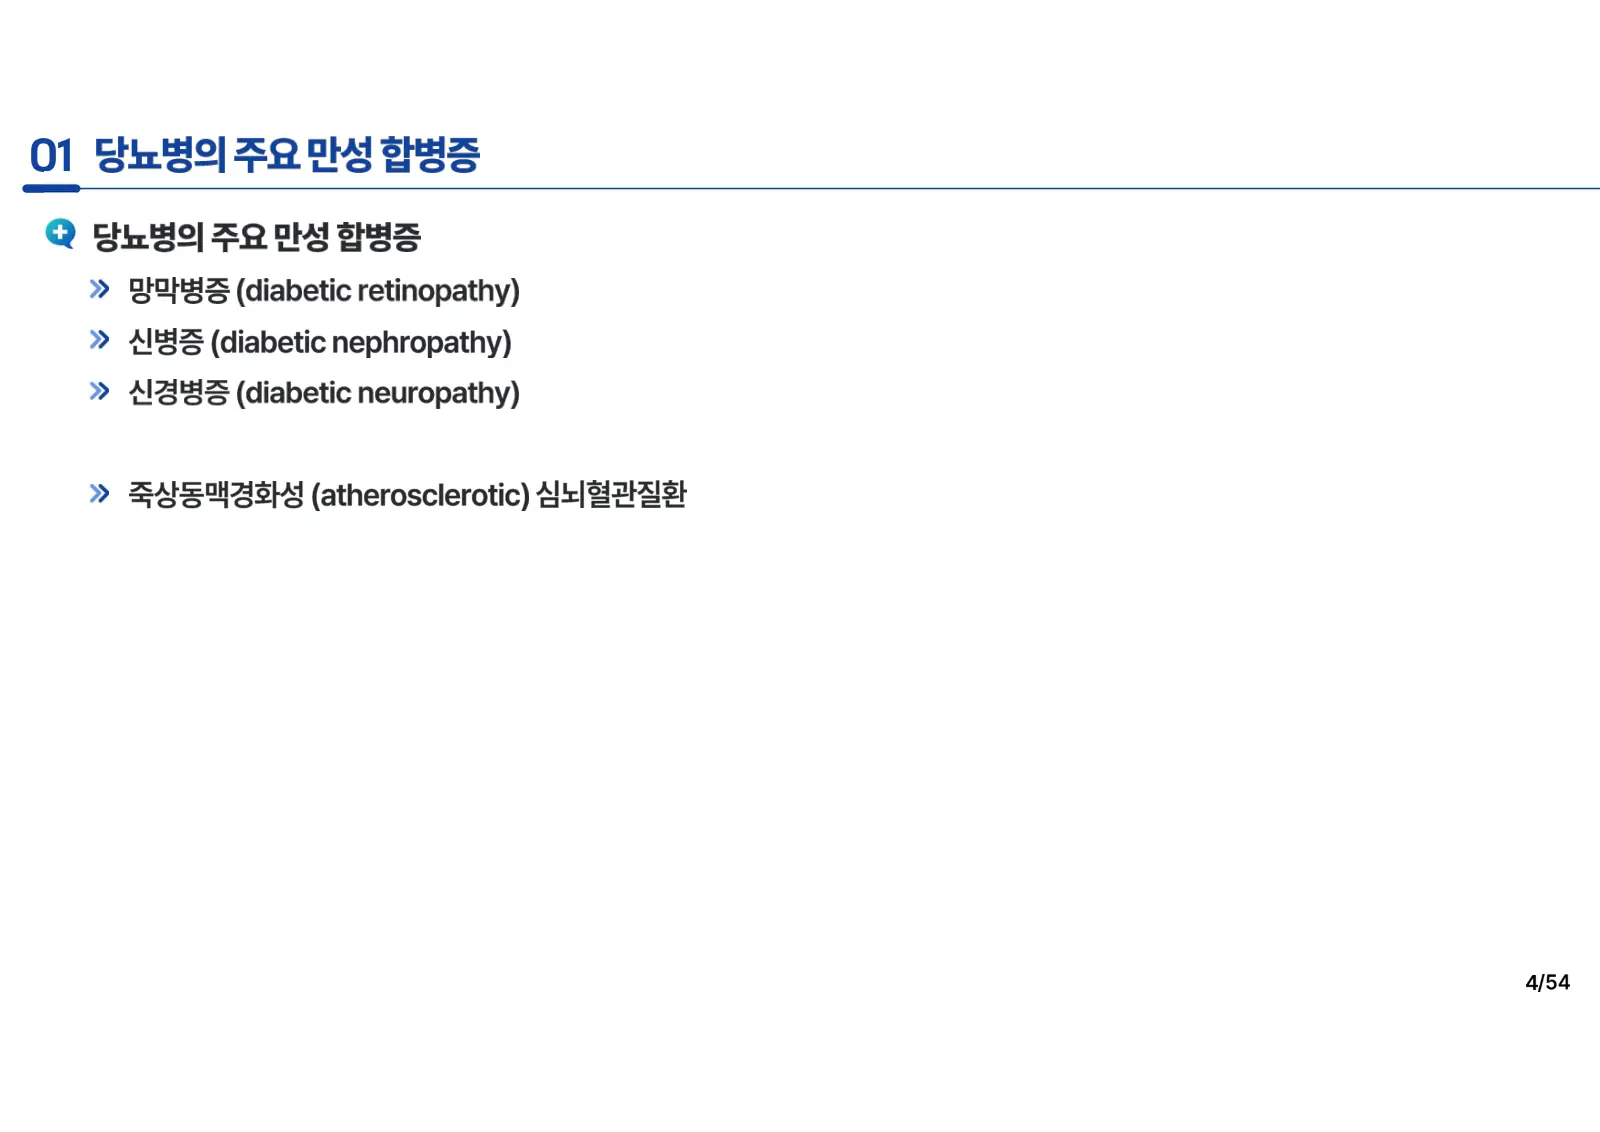 01 당뇨병의 주요 만성 합병증
당뇨병의 주요 만성 합병증
망막병증 (diabetic retinopathy)
신병증 (diabetic nephropathy)
신경병증 (diabetic neuropathy)
죽상동맥경화성 (atherosclerotic) 심뇌혈관질환
4/54